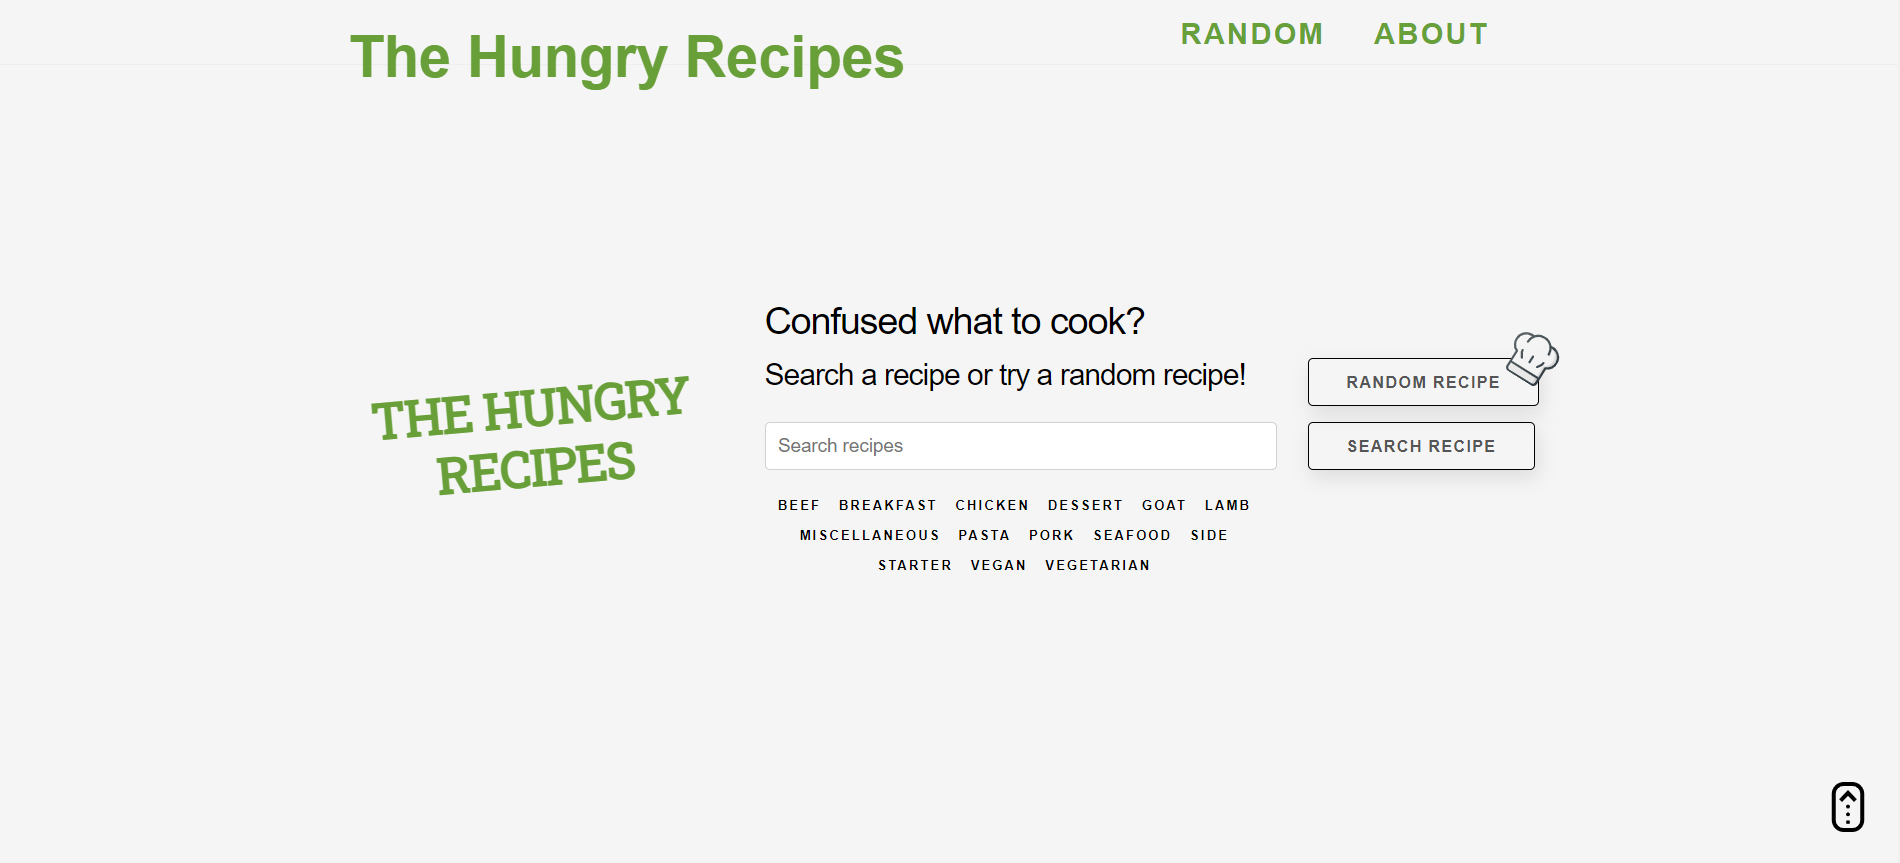 The Hungry Recipes
RANDOM ABOUT
THE HUNGRY
RECIPES
Confused what to cook?
Search a recipe or try a random recipe!
Search recipes
RANDOM RECIPE
SEARCH RECIPE
BEEF BREAKFAST CHICKEN DESSERT GOAT LAMB
MISCELLANEOUS PASTA PORK SEAFOOD SIDE
STARTER VEGAN VEGETARIAN